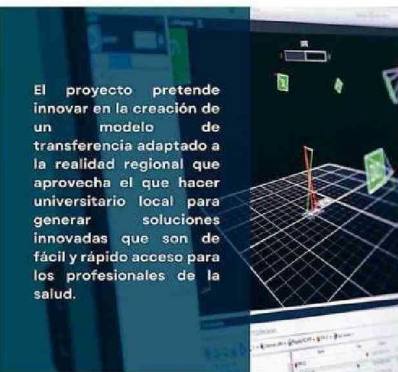 El proyecto pretende
innovar en la creación de
un modelo de
transferencia adaptado a
la realidad regional que
aprovecha el que hacer
universitario local para
generar soluciones
innovadas que son de
fácil y rápido acceso para
los profesionales de la
salud.